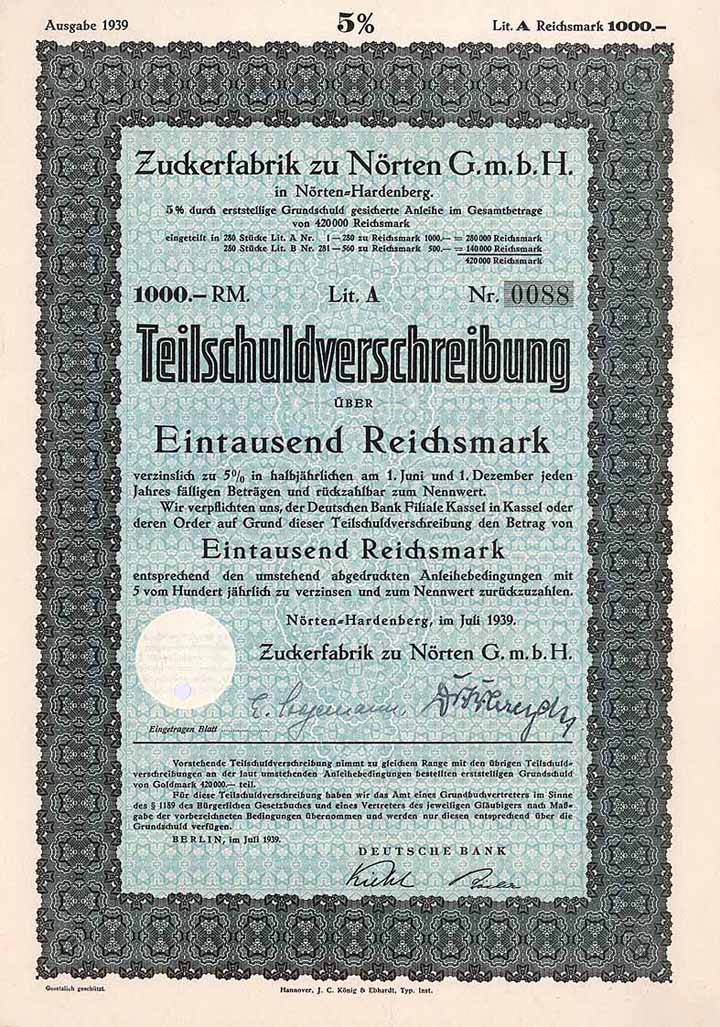 Ausgabe 1939 5% Lit. A Reichsmark 1000.–
Zuckerfabrik zu Nörten G.m.b.H.
in Nörten-Hardenberg.
5% durch erststellige Grundschuld gesicherte Anleihe im Gesamtbetrage
von 420000 Reichsmark
eingeteilt in 280 Stücke Lit. A Nr. 1–280 zu Reichsmark 1000.— = 280000 Reichsmark
280 Stücke Lit. B Nr. 281–560 zu Reichsmark 500.— = 140000 Reichsmark
420000 Reichsmark
1000.– RM. Lit. A Nr. 0088
Teilschuldverschreibung
ÜBER
Eintausend Reichsmark
verzinslich zu 5% in halbjährlichen am 1. Juni und 1. Dezember jeden
Jahres fälligen Beträgen und rückzahlbar zum Nennwert.
Wir verpflichten uns, der Deutschen Bank Filiale Kassel in Kassel oder
deren Order auf Grund dieser Teilschuldverschreibung den Betrag von
Eintausend Reichsmark
entsprechend den umstehend abgedruckten Anleihebedingungen mit
5 vom Hundert jährlich zu verzinsen und zum Nennwert zurückzuzahlen.
Nörten-Hardenberg, im Juli 1939.
Zuckerfabrik zu Nörten G.m.b.H.
Eingetragen Blatt
Vorstehende Teilschuldverschreibung nimmt zu gleichem Range mit den übrigen Teilschuld-
verschreibungen an der laut umstehenden Anleihebedingungen bestellten erststelligen Grundschuld
von Goldmark 420000.— teil.
Für diese Teilschuldverschreibung haben wir das Amt eines Grundbuchvertreters im Sinne
des § 1189 des Bürgerlichen Gesetzbuches und eines Vertreters des jeweiligen Gläubigers nach Maß-
gabe der vorbezeichneten Bedingungen übernommen und werden nur diesen entsprechend über die
Grundschuld verfügen.
BERLIN, im Juli 1939.
DEUTSCHE BANK
Gesetzlich geschützt.
Hannover, J. C. König & Ebhardt, Typ. Inst.